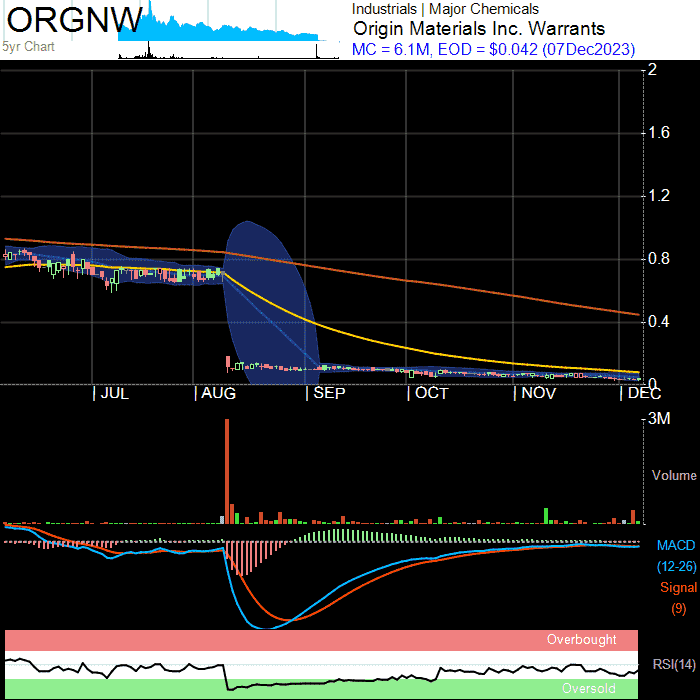 ORGNW
Industrials | Major Chemicals
Origin Materials Inc. Warrants
5yr Chart
MC = 6.1M, EOD = $0.042 (07Dec2023)
2
1.6
1.2
0.8
0.4
0
JUL
AUG
SEP
OCT
NOV
DEC
3M
Volume
MACD
(12-26)
Signal
(9)
Overbought
RSI(14)
Oversold